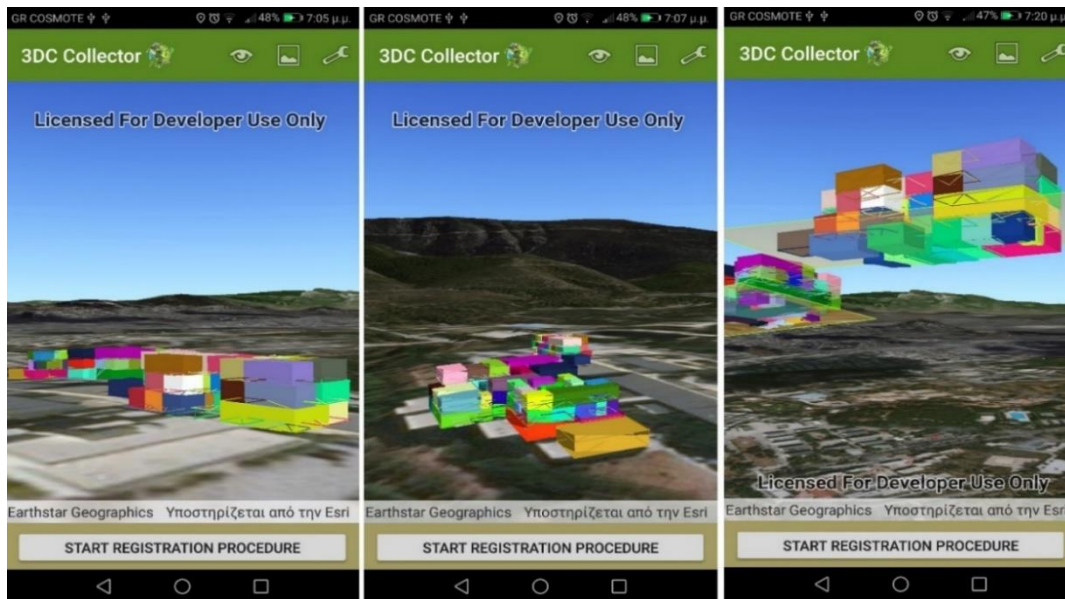 GR COSMOTE 48% 7:05 μ.μ.
3DC Collector
Licensed For Developer Use Only
Earthstar Geographics Υποστηρίζεται από την Esri
START REGISTRATION PROCEDURE
GR COSMOTE 48% 7:07 μ.μ.
3DC Collector
Licensed For Developer Use Only
Earthstar Geographics Υποστηρίζεται από την Esri
START REGISTRATION PROCEDURE
GR COSMOTE 47% 7:20 μ.μ.
3DC Collector
Licensed For Developer Use Only
Earthstar Geographics Υποστηρίζεται από την Esri
START REGISTRATION PROCEDURE